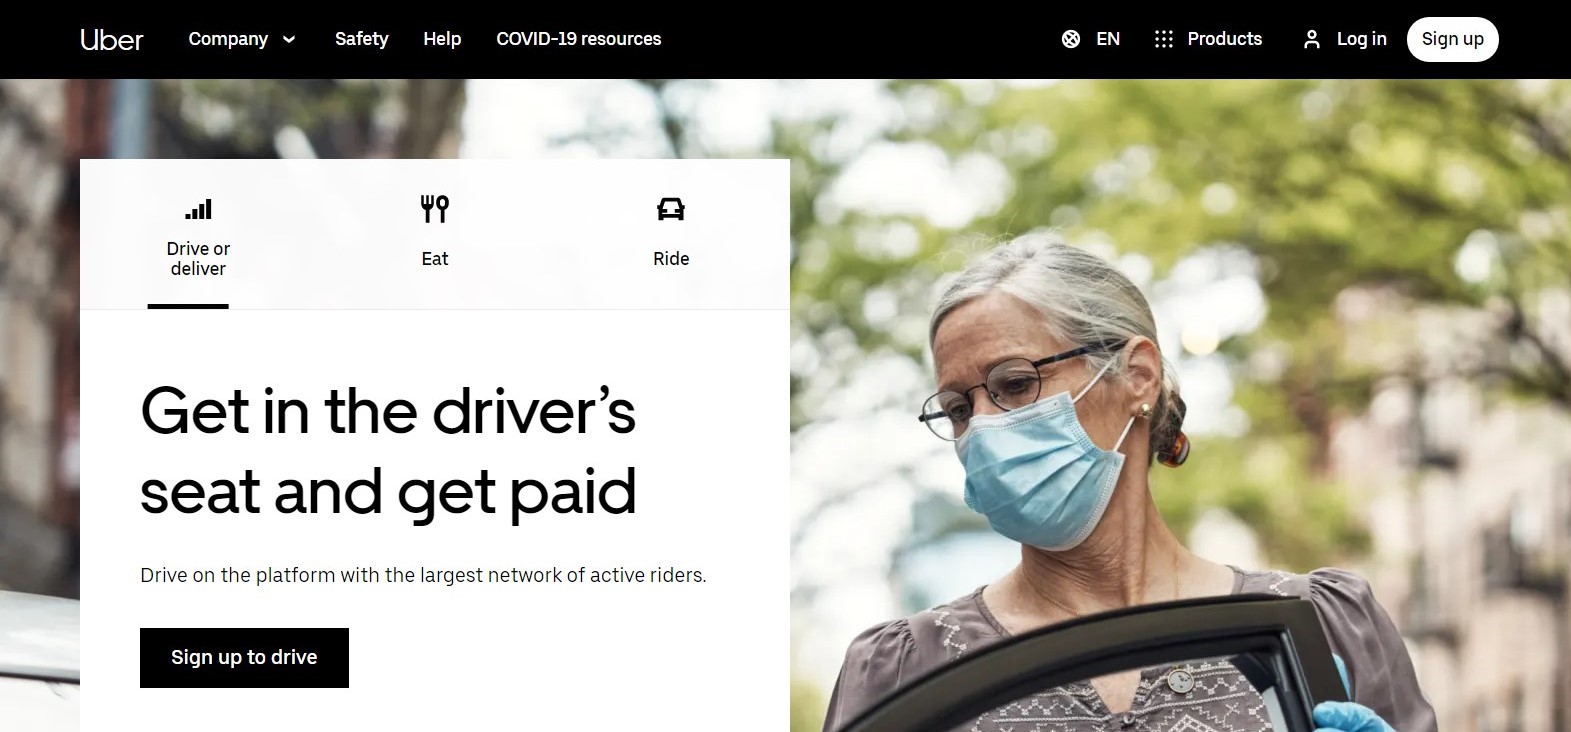 Uber
Company
Safety
Help
COVID-19 resources
EN
Products
Log in
Sign up
Drive or
deliver
Eat
Ride
Get in the driver’s
seat and get paid
Drive on the platform with the largest network of active riders.
Sign up to drive